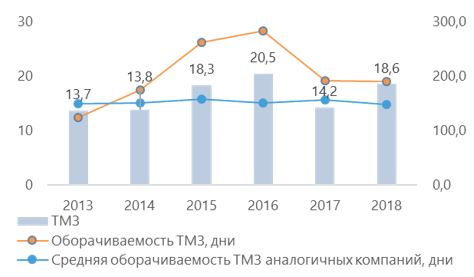 30 300,0
20,5
18,3 18,6
20 13,7 13,8 14,2 200,0
10 100,0
0 0,0
2013 2014 2015 2016 2017 2018
ТМЗ
Оборачиваемость ТМЗ, дни
Средняя оборачиваемость ТМЗ аналогичных компаний, дни